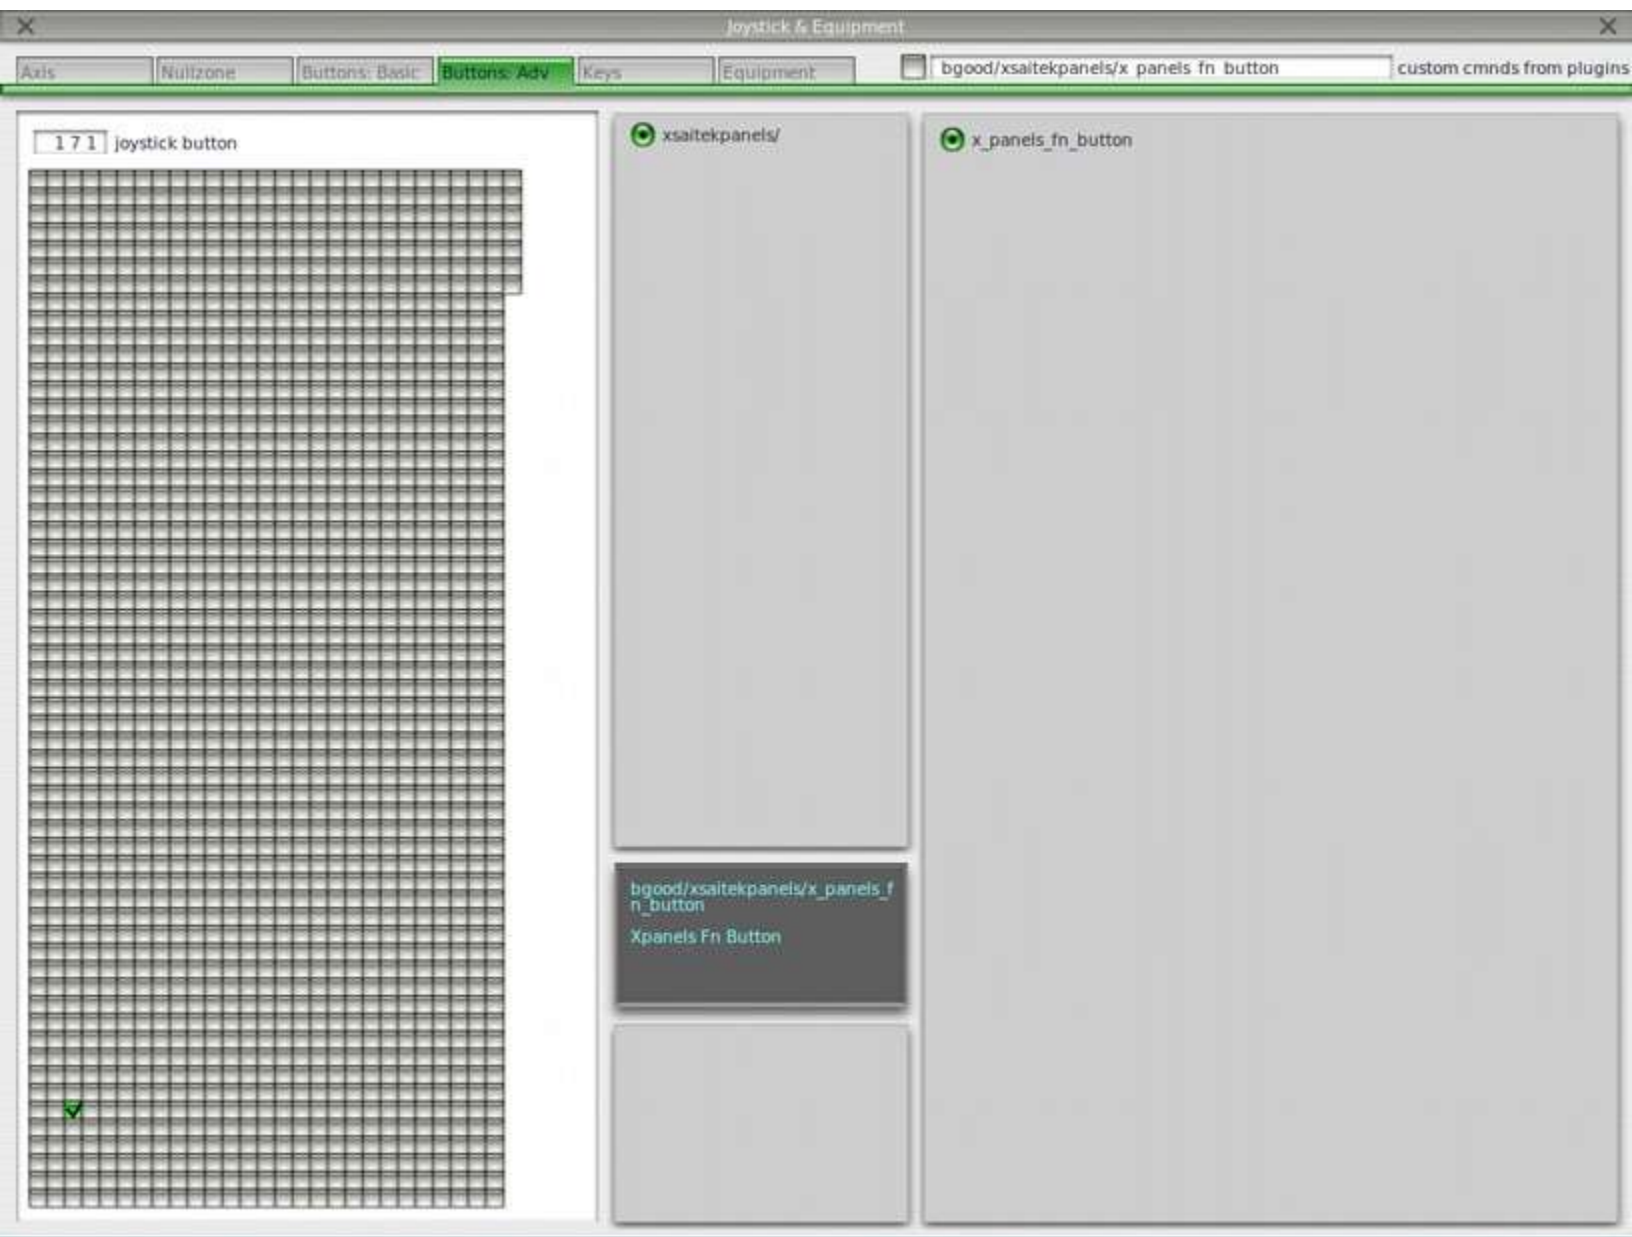 Joystick & Equipment
Axis
Nullzone
Buttons: Basic
Buttons: Adv
Keys
Equipment
bgood/xsaitekpanels/x_panels_fn_button
custom cmnds from plugins
171 joystick button
xsaitekpanels/
x_panels_fn_button
bgood/xsaitekpanels/x_panels_f
n_button
Xpanels Fn Button